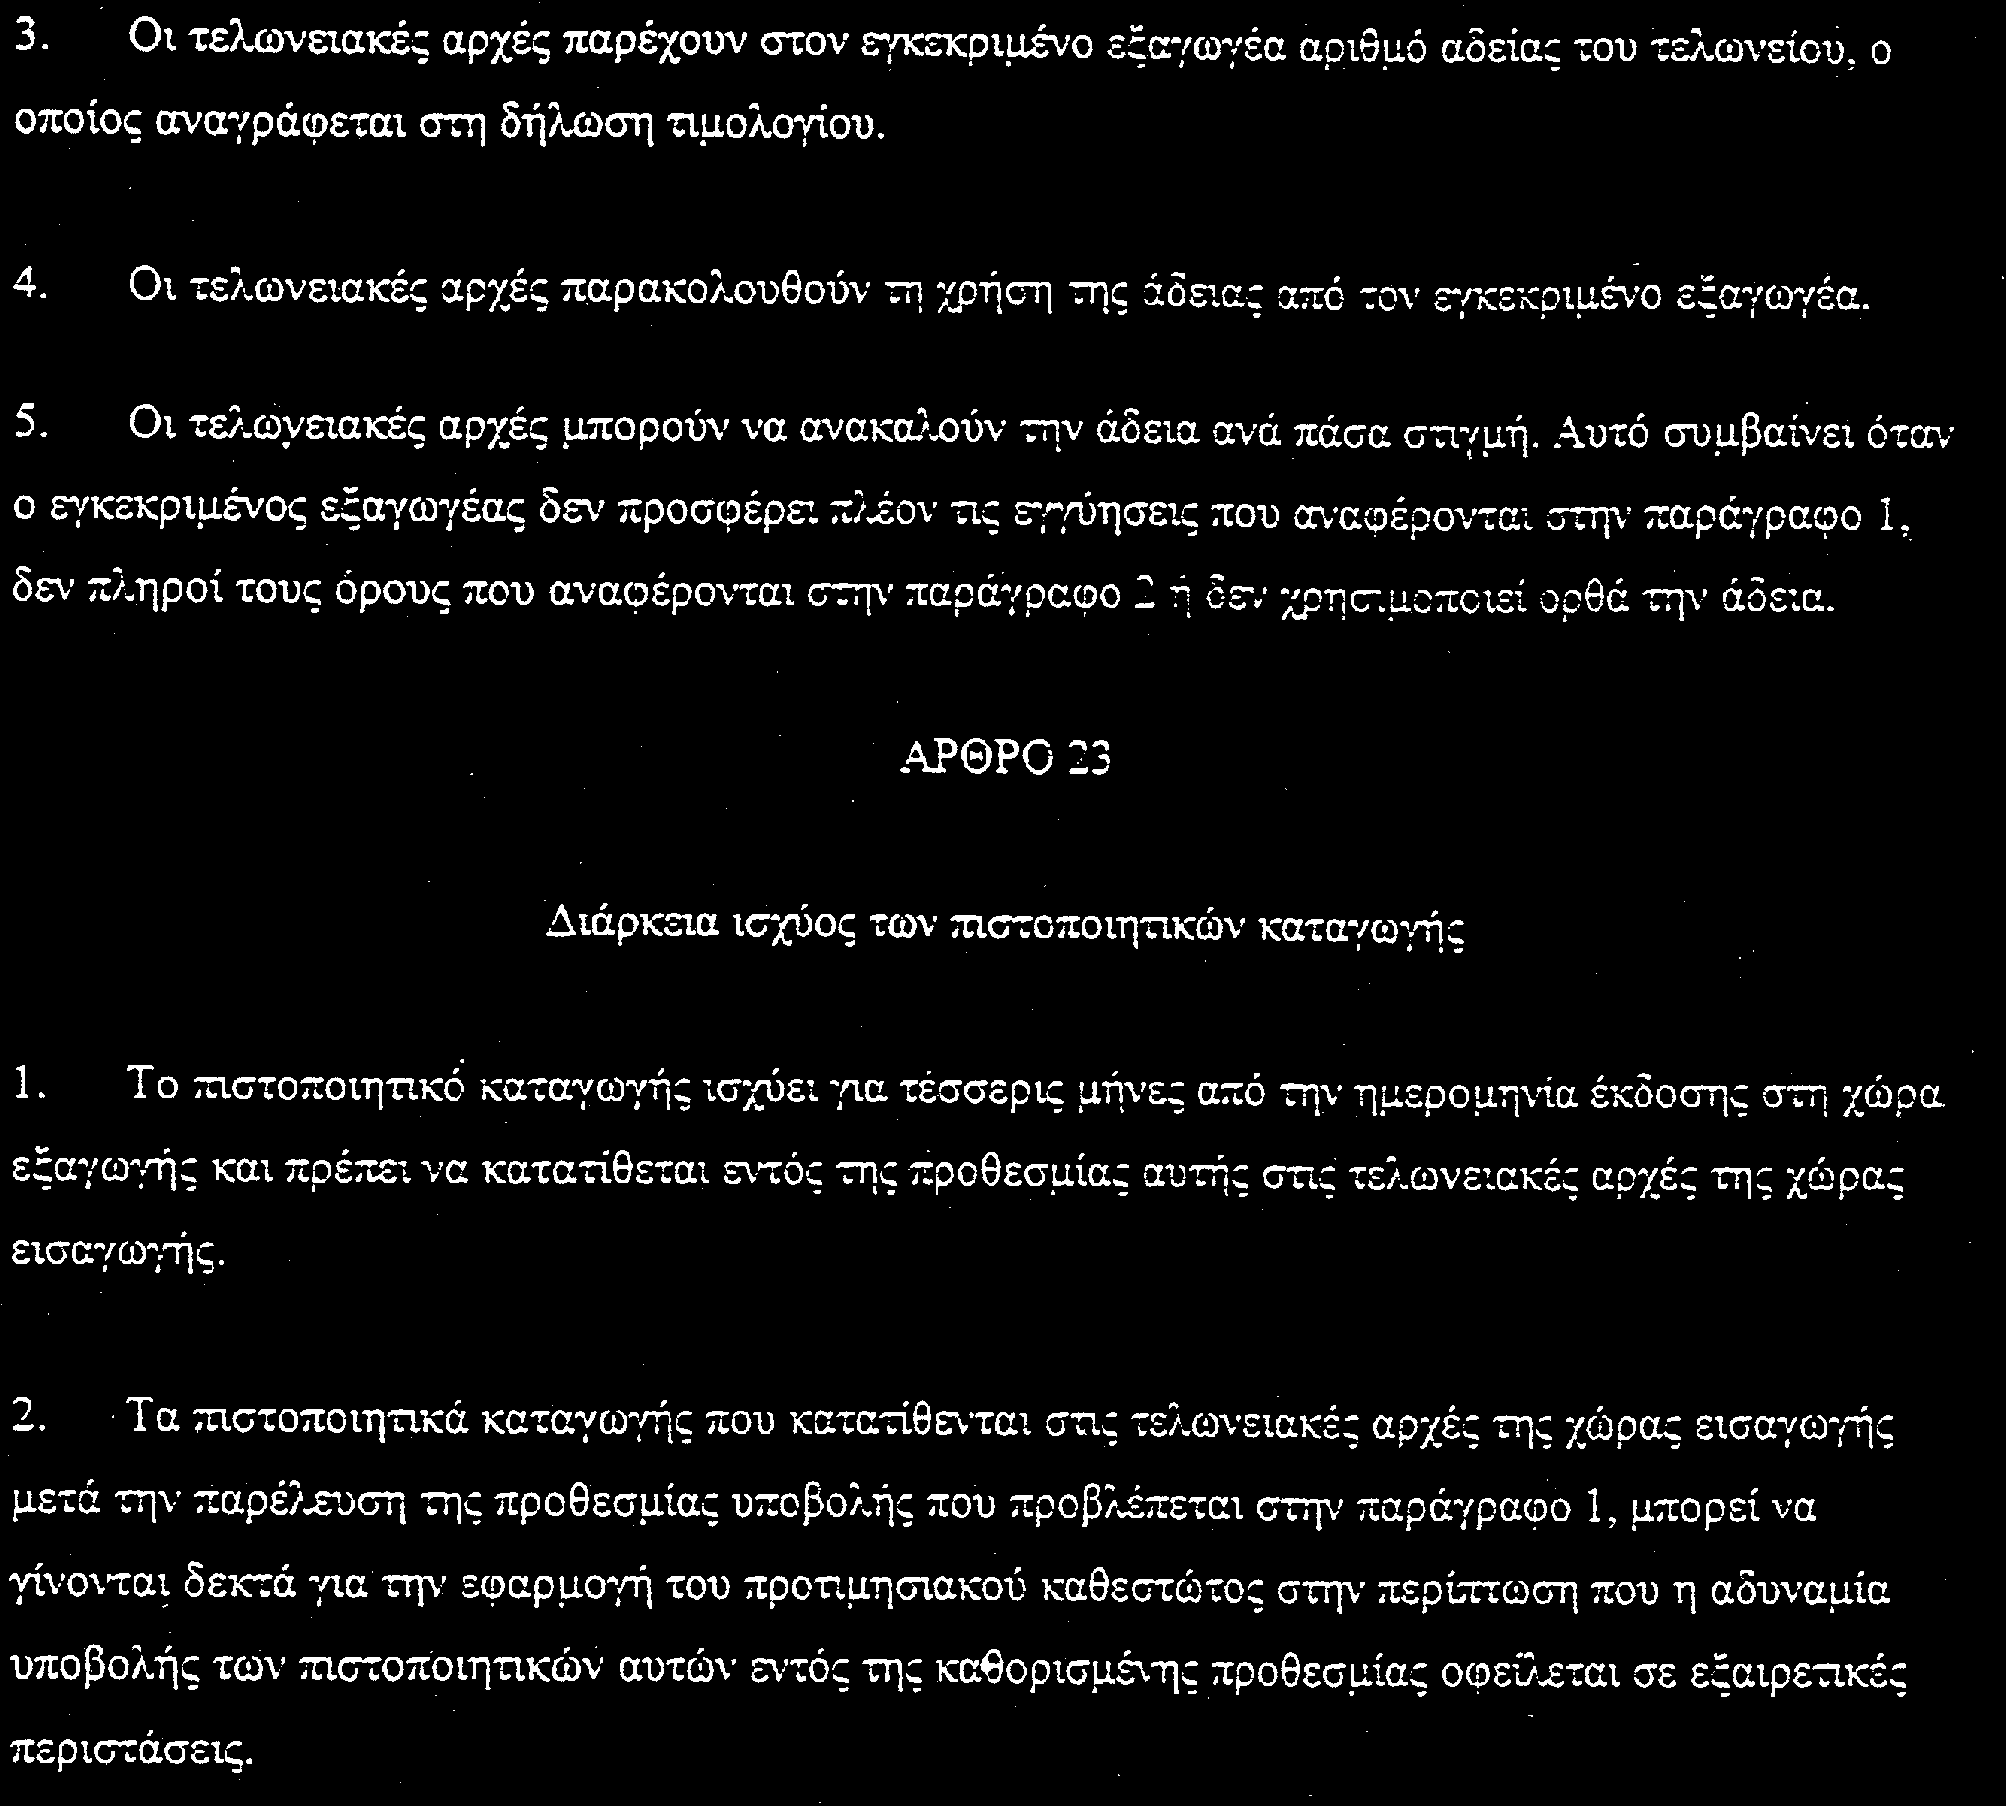 3. Οι τελωνειακές αρχές παρέχουν στον εγκεκριμένο εξαγωγέα αριθμό αδείας του τελωνείου, ο
οποίος αναγράφεται στη δήλωση τιμολογίου.
4. Οι τελωνειακές αρχές παρακολουθούν τη χρήση της άδειας από τον εγκεκριμένο εξαγωγέα.
5. Οι τελωνειακές αρχές μπορούν να ανακαλούν την άδεια ανά πάσα στιγμή. Αυτό συμβαίνει όταν
ο εγκεκριμένος εξαγωγέας δεν προσφέρει πλέον τις εγγύησεις που αναφέρονται στην παράγραφο 1,
δεν πληροί τους όρους που αναφέρονται στην παράγραφο 2 ή δεν χρησιμοποιεί ορθά την άδεια.
ΑΡΘΡΟ 23
Διάρκεια ισχύος των πιστοποιητικών καταγωγής
1. Το πιστοποιητικό καταγωγής ισχύει για τέσσερις μήνες από την ημερομηνία έκδοσης στη χώρα
εξαγωγής και πρέπει να κατατίθεται εντός της προθεσμίας αυτής στις τελωνειακές αρχές της χώρας
εισαγωγής.
2. Τα πιστοποιητικά καταγωγής που κατατίθενται στις τελωνειακές αρχές της χώρας εισαγωγής
μετά την παρέλευση της προθεσμίας υποβολής που προβλέπεται στην παράγραφο 1, μπορεί να
γίνονται δεκτά για την εφαρμογή του προτιμησιακού καθεστώτος στην περίπτωση που η αδυναμία
υποβολής των πιστοποιητικών αυτών εντός της καθορισμένης προθεσμίας οφείλεται σε εξαιρετικές
περιστάσεις.